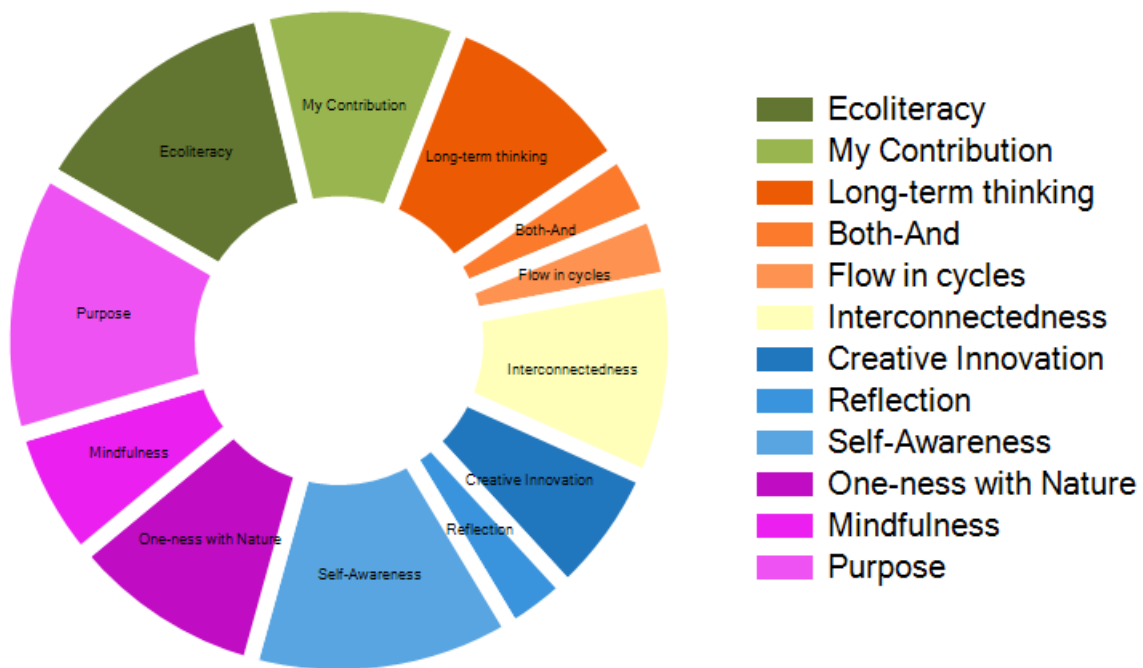 My Contribution
Ecoliteracy
Long-term thinking
Both-And
Flow in cycles
Purpose
Interconnectedness
Mindfulness
Creative Innovation
Reflection
One-ness with Nature
Self-Awareness
Ecoliteracy
My Contribution
Long-term thinking
Both-And
Flow in cycles
Interconnectedness
Creative Innovation
Reflection
Self-Awareness
One-ness with Nature
Mindfulness
Purpose